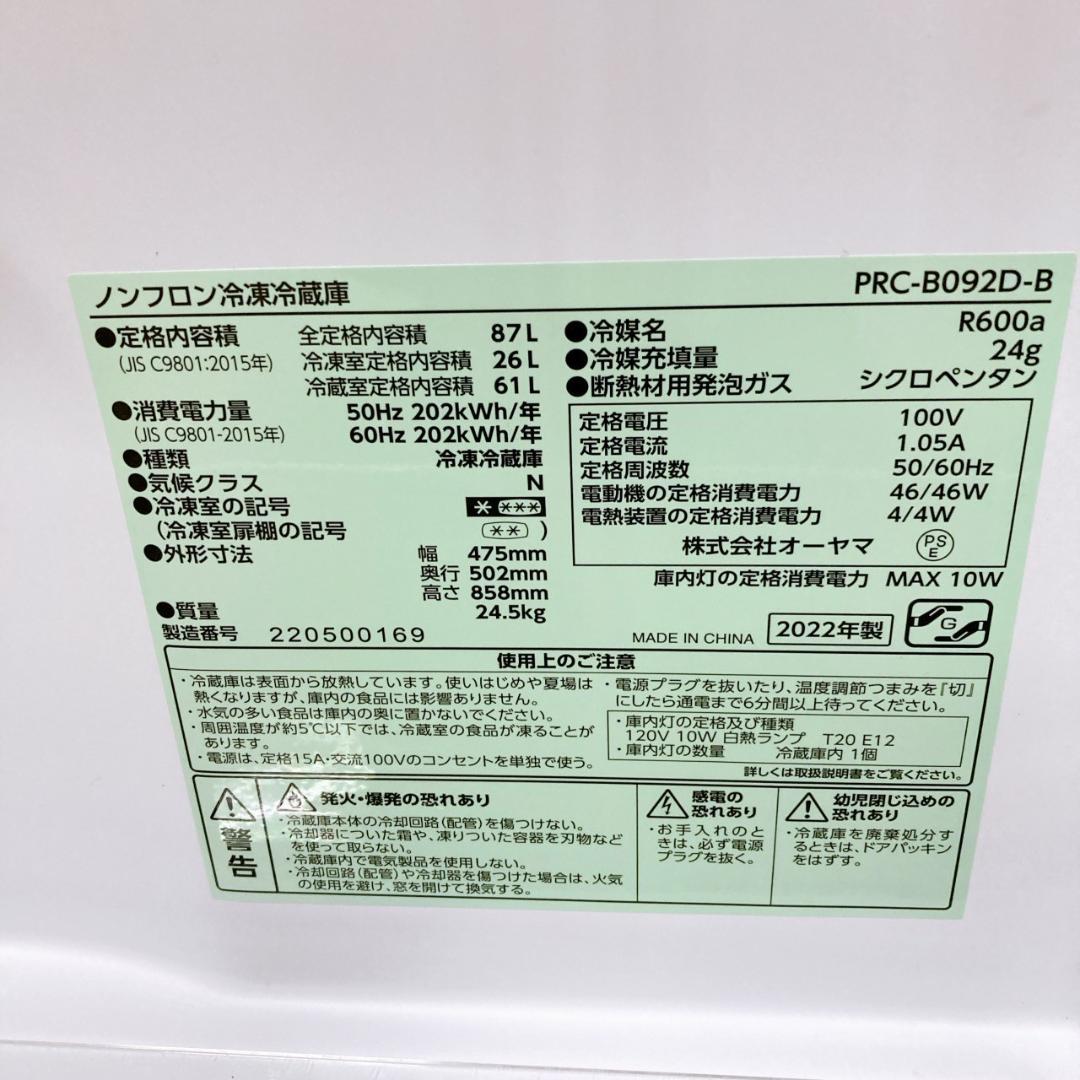 ノンフロン冷凍冷蔵庫 PRC-B092D-B
●定格内容積 全定格内容積 87L
(JIS C9801:2015年) 冷凍室定格内容積 26L
冷蔵室定格内容積 61L
●消費電力量 50Hz 202kWh/年
(JIS C9801-2015年) 60Hz 202kWh/年
●種類 冷凍冷蔵庫
●気候クラス N
●冷凍室の記号 * ***
(冷凍室扉棚の記号 ** )
●外形寸法 幅 475mm
奥行 502mm
高さ 858mm
●質量 24.5kg
製造番号 220500169
●冷媒名 R600a
●冷媒充填量 24g
●断熱材用発泡ガス シクロペンタン
定格電圧 100V
定格電流 1.05A
定格周波数 50/60Hz
電動機の定格消費電力 46/46W
電熱装置の定格消費電力 4/4W
株式会社オーヤマ PSE
庫内灯の定格消費電力 MAX 10W
MADE IN CHINA 2022年製 G
使用上のご注意
・冷蔵庫は表面から放熱しています。使いはじめや夏場は
熱くなりますが、庫内の食品には影響ありません。
・水気の多い食品は庫内の奥に置かないでください。
・周囲温度が約5℃以下では、冷蔵室の食品が凍ることが
あります。
・電源は、定格15A・交流100Vのコンセントを単独で使う。
・電源プラグを抜いたり、温度調節つまみを『切』
にしたら通電まで6分間以上待ってください。
・庫内灯の定格及び種類
120V 10W 白熱ランプ T20 E12
・庫内灯の数量 冷蔵庫内 1個
詳しくは取扱説明書をご覧ください。
警告
発火・爆発の恐れあり
・冷蔵庫本体の冷却回路(配管)を傷つけない。
・冷却器についた霜や、凍りついた容器を刃物など
を使って取らない。
・冷蔵庫内で電気製品を使用しない。
・冷却回路(配管)や冷却器を傷つけた場合は、火気
の使用を避け、窓を開けて換気する。
感電の
恐れあり
・お手入れのと
きは、必ず電源
プラグを抜く。
幼児閉じ込めの
恐れあり
・冷蔵庫を廃棄処分す
るときは、ドアパッキン
をはずす。